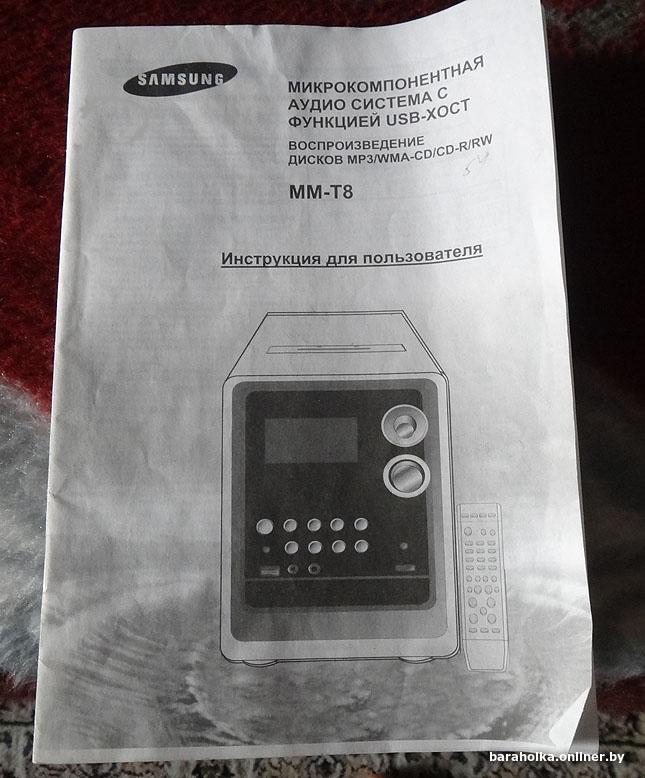 SAMSUNG
МИКРОКОМПОНЕНТНАЯ
АУДИО СИСТЕМА С
ФУНКЦИЕЙ USB-ХОСТ
ВОСПРОИЗВЕДЕНИЕ
ДИСКОВ MP3/WMA-CD/CD-R/RW
MM-T8
Инструкция для пользователя
baraholka.onliner.by